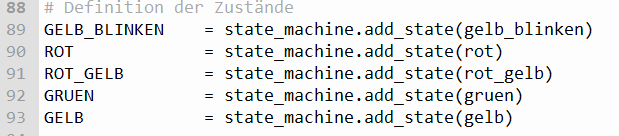 88 # Definition der Zustände
89 GELB_BLINKEN = state_machine.add_state(gelb_blinken)
90 ROT = state_machine.add_state(rot)
91 ROT_GELB = state_machine.add_state(rot_gelb)
92 GRUEN = state_machine.add_state(gruen)
93 GELB = state_machine.add_state(gelb)